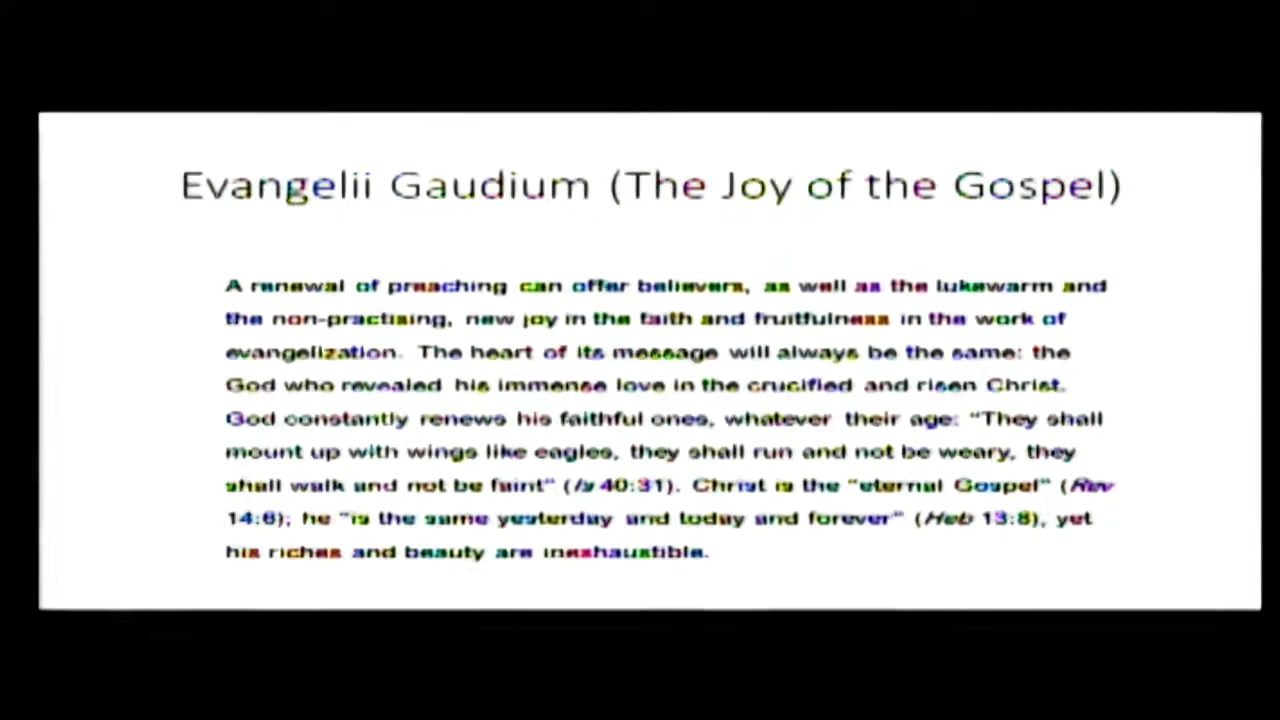 Evangelii Gaudium (The Joy of the Gospel)
A renewal of preaching can offer believers, as well as the lukewarm and
the non-practising, new joy in the faith and fruitfulness in the work of
evangelization. The heart of its message will always be the same: the
God who revealed his immense love in the crucified and risen Christ.
God constantly renews his faithful ones, whatever their age: “They shall
mount up with wings like eagles, they shall run and not be weary, they
shall walk and not be faint” (Is 40:31). Christ is the “eternal Gospel” (Rev
14:6); he “is the same yesterday and today and forever” (Heb 13:8), yet
his riches and beauty are inexhaustible.